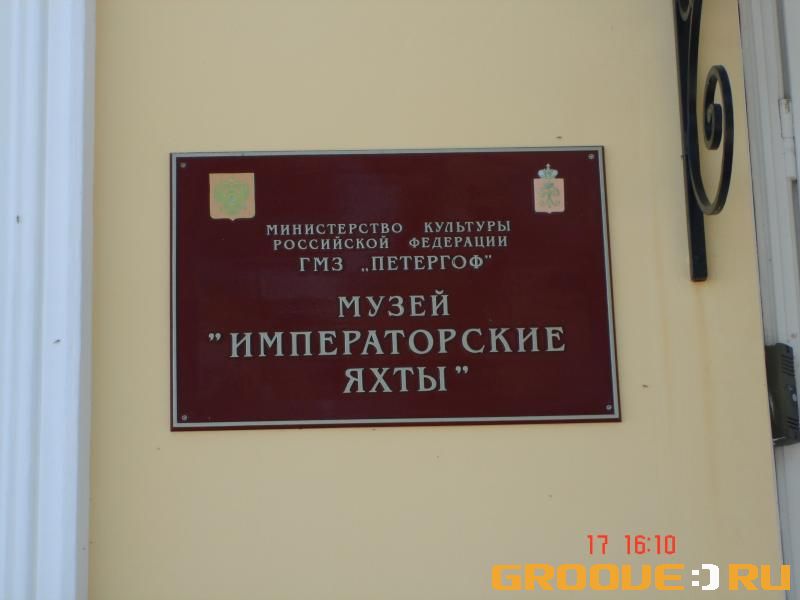 МИНИСТЕРСТВО КУЛЬТУРЫ
РОССИЙСКОЙ ФЕДЕРАЦИИ
ГМЗ „ПЕТЕРГОФ"
МУЗЕЙ
"ИМПЕРАТОРСКИЕ
ЯХТЫ"
17 16:10
GROOVE:RU